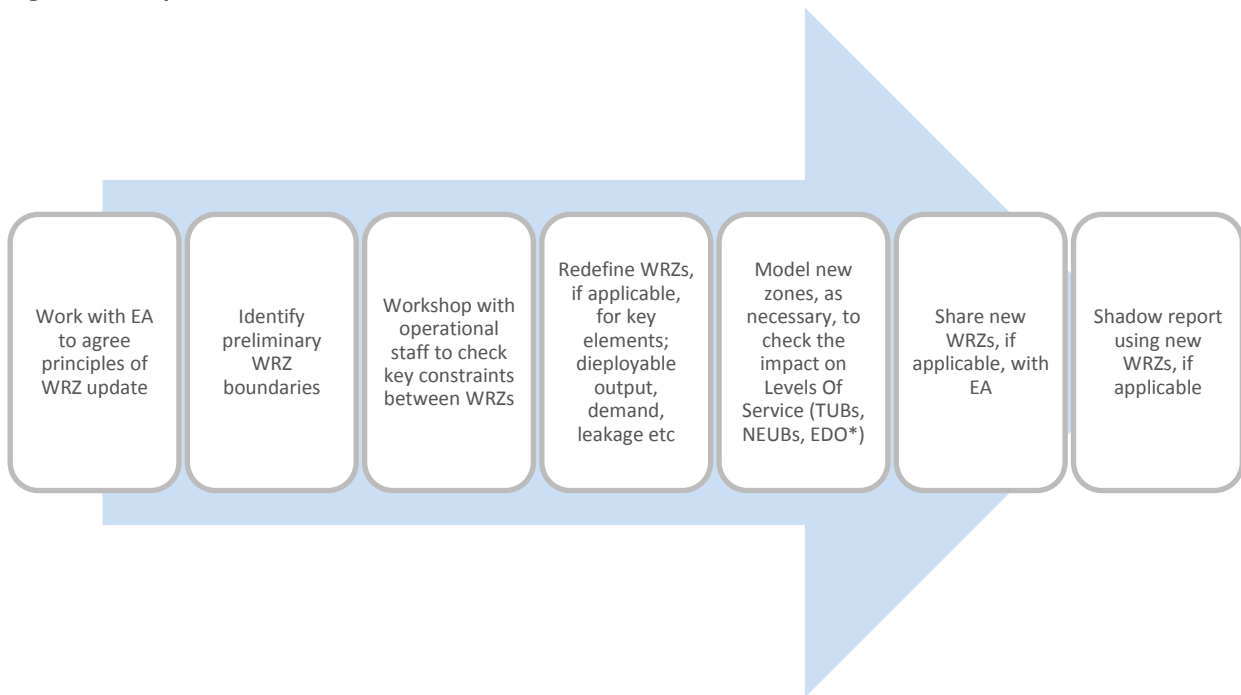 Work with EA
to agree
principles of
WRZ update
Identify
preliminary
WRZ
boundaries
Workshop with
operational
staff to check
key constraints
between WRZs
Redefine WRZs,
if applicable,
for key
elements;
dieployable
output,
demand,
leakage etc
Model new
zones, as
necessary, to
check the
impact on
Levels Of
Service (TUBs,
NEUBs, EDO*)
Share new
WRZs, if
applicable, with
EA
Shadow report
using new
WRZs, if
applicable